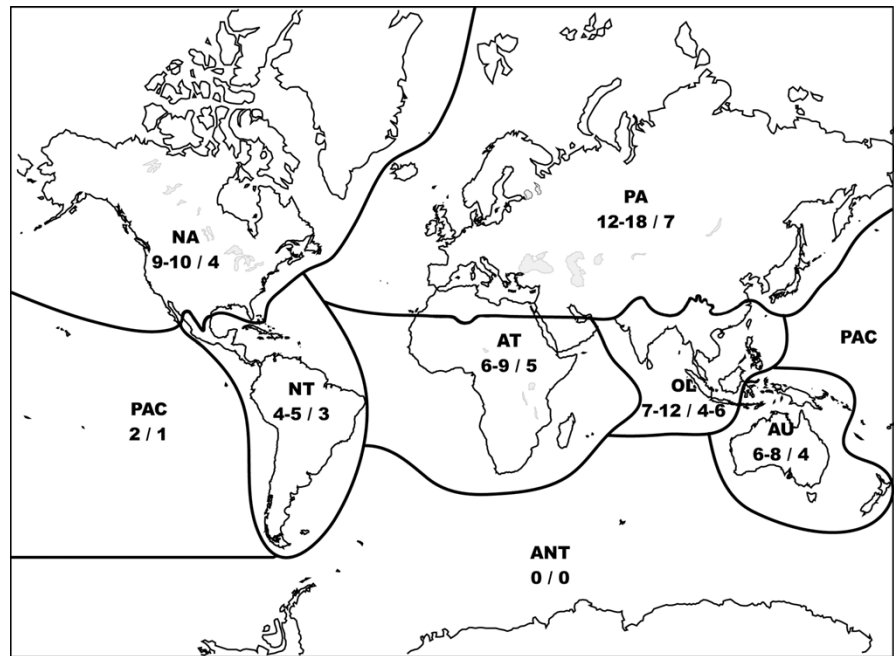 PA
12-18 / 7
NA
9-10 / 4
PAC
AT
6-9 / 5
NT
4-5 / 3
OL
7-12 / 4-6
PAC
2 / 1
AU
6-8 / 4
ANT
0 / 0